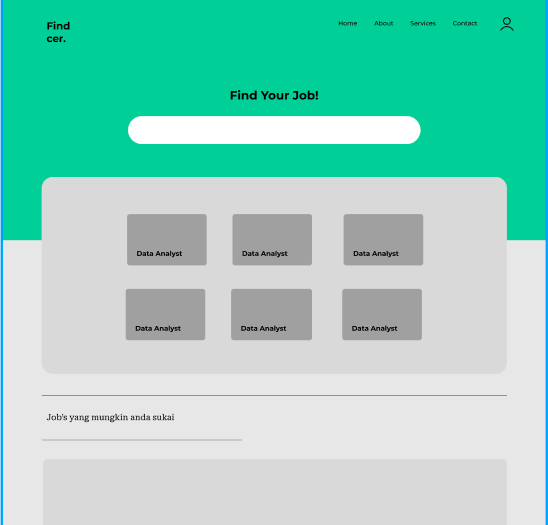 Find
cer.
Home About Services Contact
Find Your Job!
Data Analyst Data Analyst Data Analyst
Data Analyst Data Analyst Data Analyst
Job's yang mungkin anda sukai